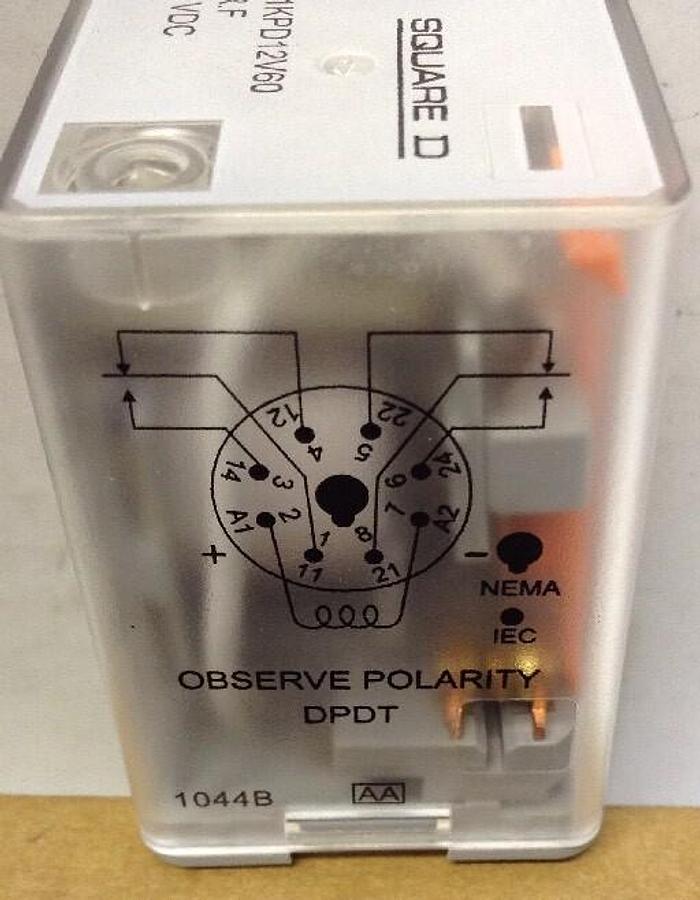 SQUARE D
1KPD12V60
VDC
12
22
4
5
14
3
6
24
A1
2
7
A2
1
8
11
21
+
-
NEMA
IEC
OBSERVE POLARITY
DPDT
1044B
AA